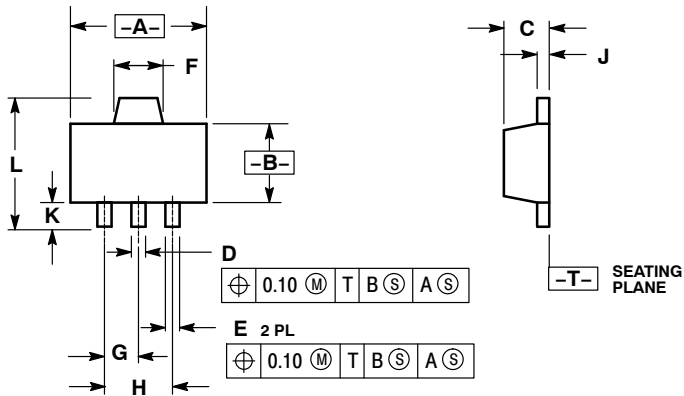 –A–
C
F
J
L
–B–
K
D
–T– SEATING PLANE
⌖ 0.10 Ⓜ T B Ⓢ A Ⓢ
E 2 PL
G
⌖ 0.10 Ⓜ T B Ⓢ A Ⓢ
H